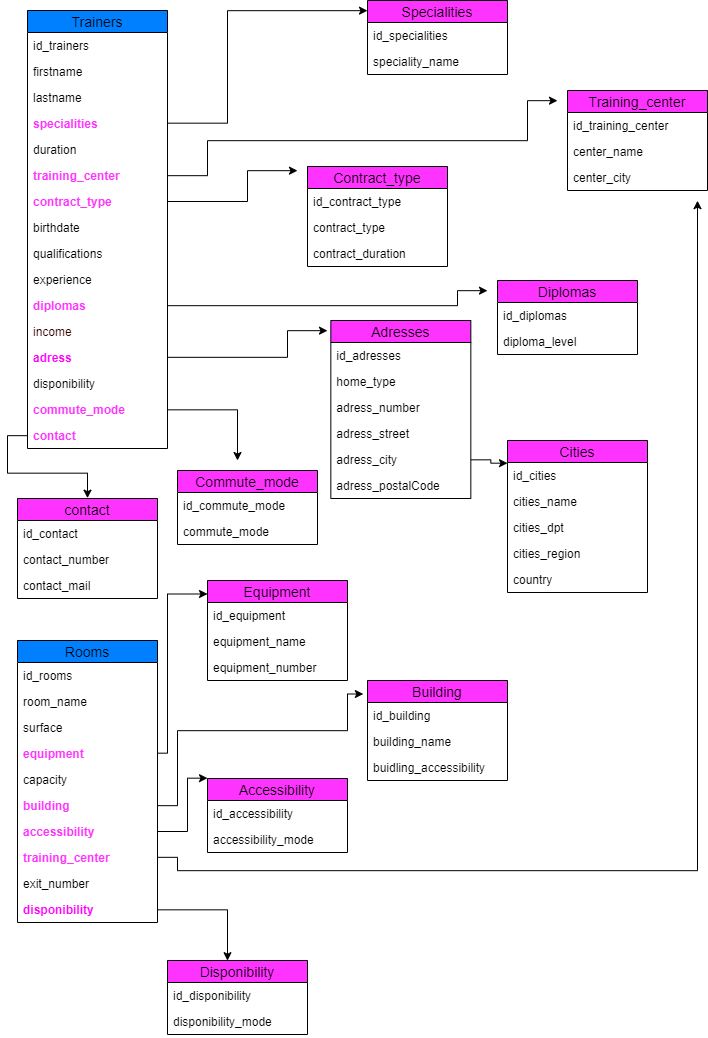 Trainers
id_trainers
firstname
lastname
specialities
duration
training_center
contract_type
birthdate
qualifications
experience
diplomas
income
adress
disponibility
commute_mode
contact
Specialities
id_specialities
speciality_name
Training_center
id_training_center
center_name
center_city
Contract_type
id_contract_type
contract_type
contract_duration
Diplomas
id_diplomas
diploma_level
Adresses
id_adresses
home_type
adress_number
adress_street
adress_city
adress_postalCode
Cities
id_cities
cities_name
cities_dpt
cities_region
country
Commute_mode
id_commute_mode
commute_mode
contact
id_contact
contact_number
contact_mail
Equipment
id_equipment
equipment_name
equipment_number
Rooms
id_rooms
room_name
surface
equipment
capacity
building
accessibility
training_center
exit_number
disponibility
Building
id_building
building_name
buidling_accessibility
Accessibility
id_accessibility
accessibility_mode
Disponibility
id_disponibility
disponibility_mode